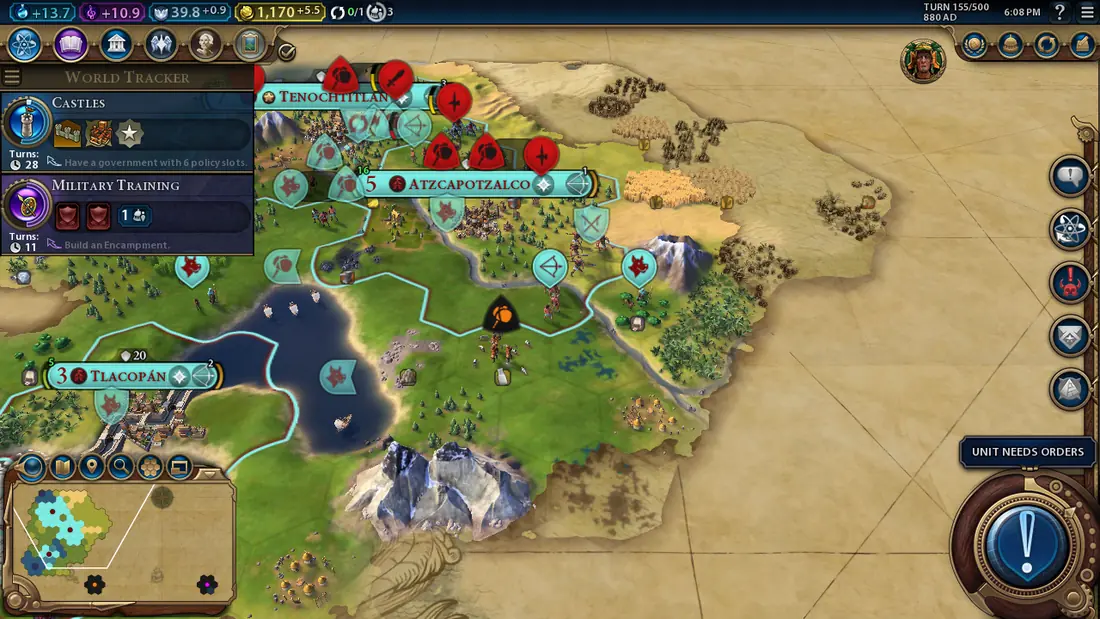 +13.7 +10.9 39.8 +0.9 1,170 +5.5 0/1 3
TURN 155/500
880 AD
6:08 PM ?
WORLD TRACKER
CASTLES
Turns:
28
Have a government with 6 policy slots.
MILITARY TRAINING
1
Turns:
11
Build an Encampment.
TENOCHTITLÁN
3
16
5 ATZCAPOTZALCO
1
20
5
3 TLACOPÁN
2
UNIT NEEDS ORDERS